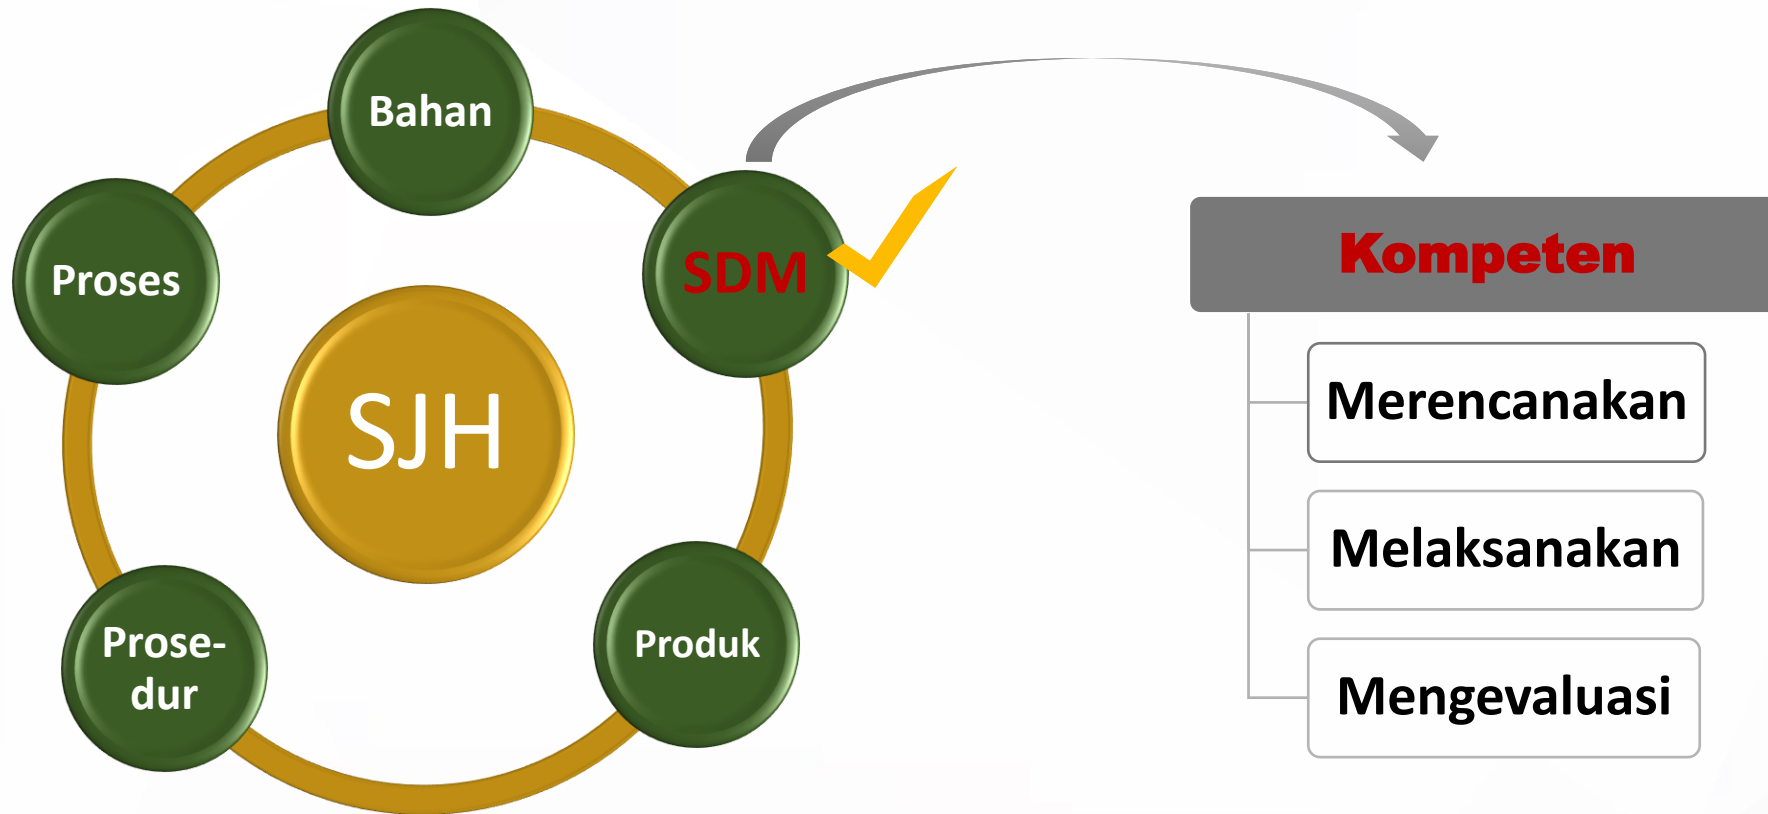 Bahan
Proses
SDM
SJH
Prose-
dur
Produk
Kompeten
Merencanakan
Melaksanakan
Mengevaluasi